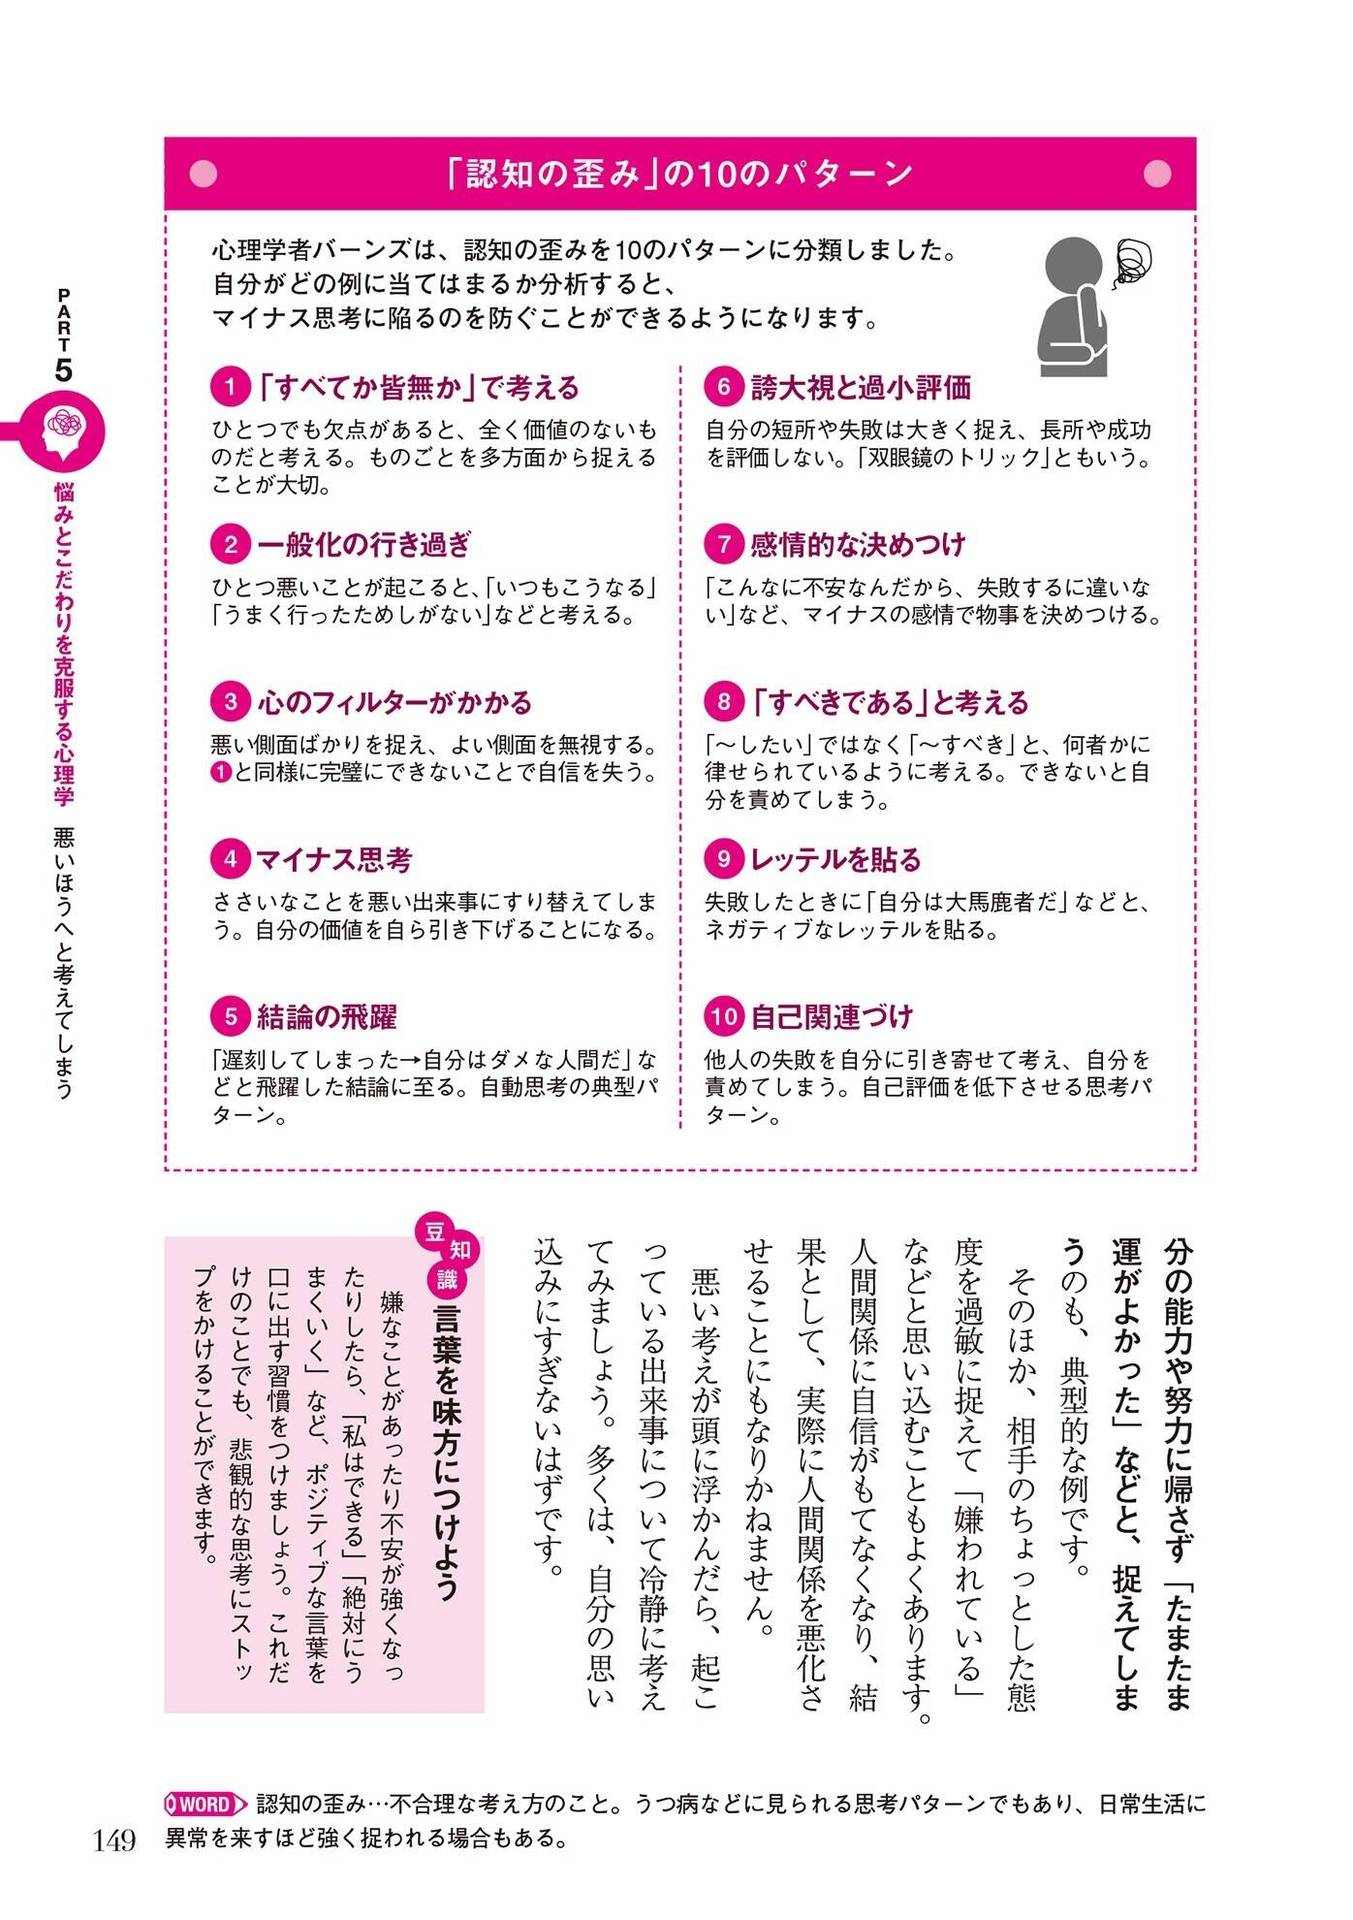 「認知の歪み」の10のパターン
心理学者バーンズは、認知の歪みを10のパターンに分類しました。
自分がどの例に当てはまるか分析すると、
マイナス思考に陥るのを防ぐことができるようになります。
1 「すべてか皆無か」で考える
ひとつでも欠点があると、全く価値のないも
のだと考える。ものごとを多方面から捉える
ことが大切。
2 一般化の行き過ぎ
ひとつ悪いことが起こると、「いつもこうなる」
「うまく行ったためしがない」などと考える。
3 心のフィルターがかかる
悪い側面ばかりを捉え、よい側面を無視する。
1と同様に完璧にできないことで自信を失う。
4 マイナス思考
ささいなことを悪い出来事にすり替えてしま
う。自分の価値を自ら引き下げることになる。
5 結論の飛躍
「遅刻してしまった→自分はダメな人間だ」な
どと飛躍した結論に至る。自動思考の典型パ
ターン。
6 誇大視と過小評価
自分の短所や失敗は大きく捉え、長所や成功
を評価しない。「双眼鏡のトリック」ともいう。
7 感情的な決めつけ
「こんなに不安なんだから、失敗するに違いな
い」など、マイナスの感情で物事を決めつける。
8 「すべきである」と考える
「～したい」ではなく「～すべき」と、何者かに
律せられているように考える。できないと自
分を責めてしまう。
9 レッテルを貼る
失敗したときに「自分は大馬鹿者だ」などと、
ネガティブなレッテルを貼る。
10 自己関連づけ
他人の失敗を自分に引き寄せて考え、自分を
責めてしまう。自己評価を低下させる思考パ
ターン。
分の能力や努力に帰さず「たまたま
運がよかった」などと、捉えてしま
うのも、典型的な例です。
そのほか、相手のちょっとした態
度を過敏に捉えて「嫌われている」
などと思い込むこともよくあります。
人間関係に自信がもてなくなり、結
果として、実際に人間関係を悪化さ
せることにもなりかねません。
悪い考えが頭に浮かんだら、起こ
っている出来事について冷静に考え
てみましょう。多くは、自分の思い
込みにすぎないはずです。
豆知識
言葉を味方につけよう
嫌なことがあったり不安が強くなっ
たりしたら、「私はできる」「絶対にう
まくいく」など、ポジティブな言葉を
口に出す習慣をつけましょう。これだ
けのことでも、悲観的な思考にストッ
プをかけることができます。
PART 5
悩みとこだわりを克服する心理学 悪いほうへと考えてしまう
WORD 認知の歪み…不合理な考え方のこと。うつ病などに見られる思考パターンでもあり、日常生活に
異常を来すほど強く捉われる場合もある。
149